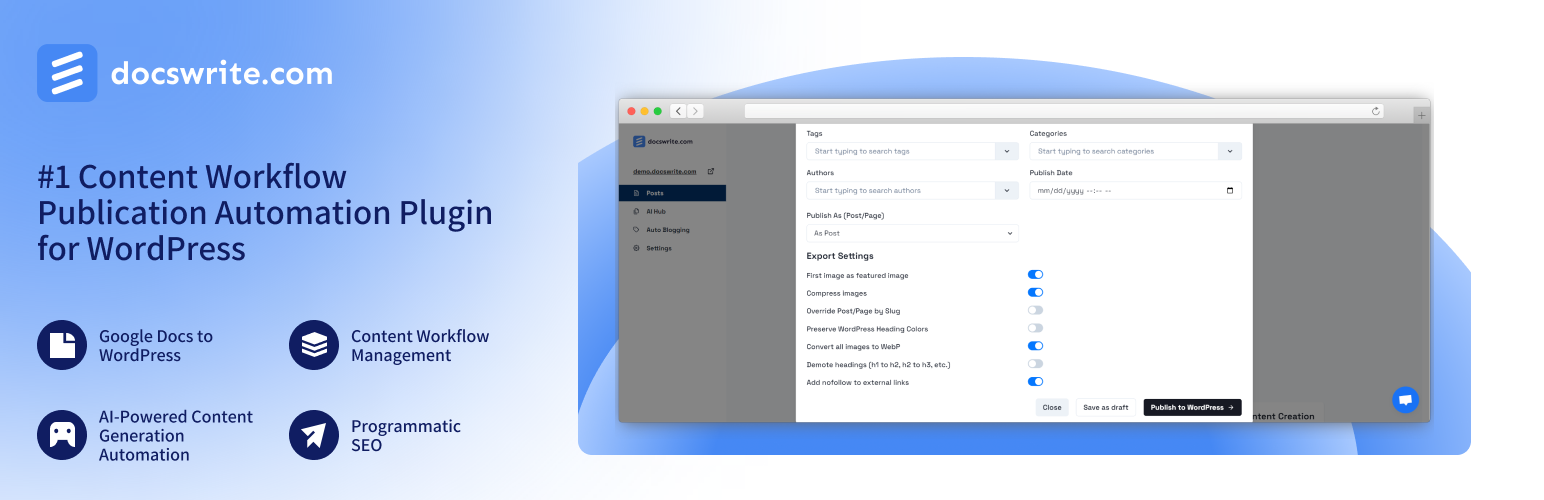 docswrite.com
#1 Content Workflow
Publication Automation Plugin
for WordPress
Google Docs to
WordPress
Content Workflow
Management
AI-Powered Content
Generation
Automation
Programmatic
SEO
docswrite.com
demo.docswrite.com
Posts
AI Hub
Auto Blogging
Settings
Tags
Categories
Start typing to search tags
Start typing to search categories
Authors
Publish Date
Start typing to search authors
mm/dd/yyyy --:-- --
Publish As (Post/Page)
As Post
Export Settings
First image as featured image
Compress images
Override Post/Page by Slug
Preserve WordPress Heading Colors
Convert all images to WebP
Demote headings (h1 to h2, h2 to h3, etc.)
Add nofollow to external links
Close
Save as draft
Publish to WordPress →
ntent Creation